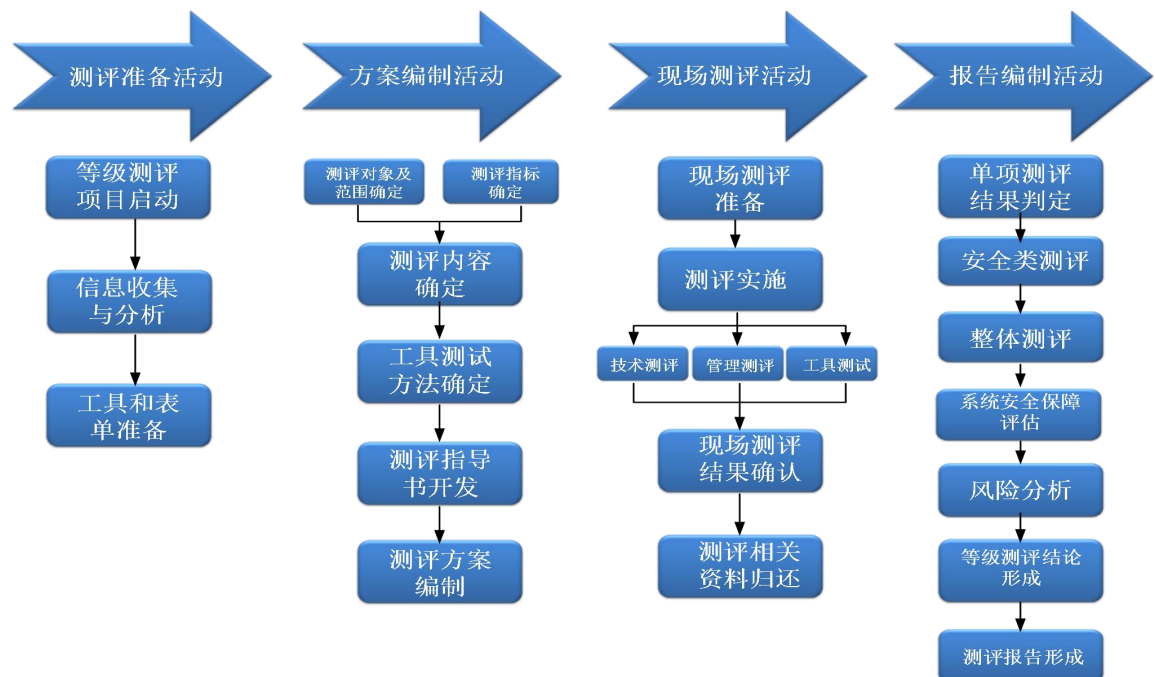 测评准备活动
方案编制活动
现场测评活动
报告编制活动
等级测评
项目启动
信息收集
与分析
工具和表
单准备
测评对象及
范围确定
测评指标
确定
测评内容
确定
工具测试
方法确定
测评指导
书开发
测评方案
编制
现场测评
准备
测评实施
技术测评
管理测评
工具测试
现场测评
结果确认
测评相关
资料归还
单项测评
结果判定
安全类测评
整体测评
系统安全保障
评估
风险分析
等级测评结论
形成
测评报告形成